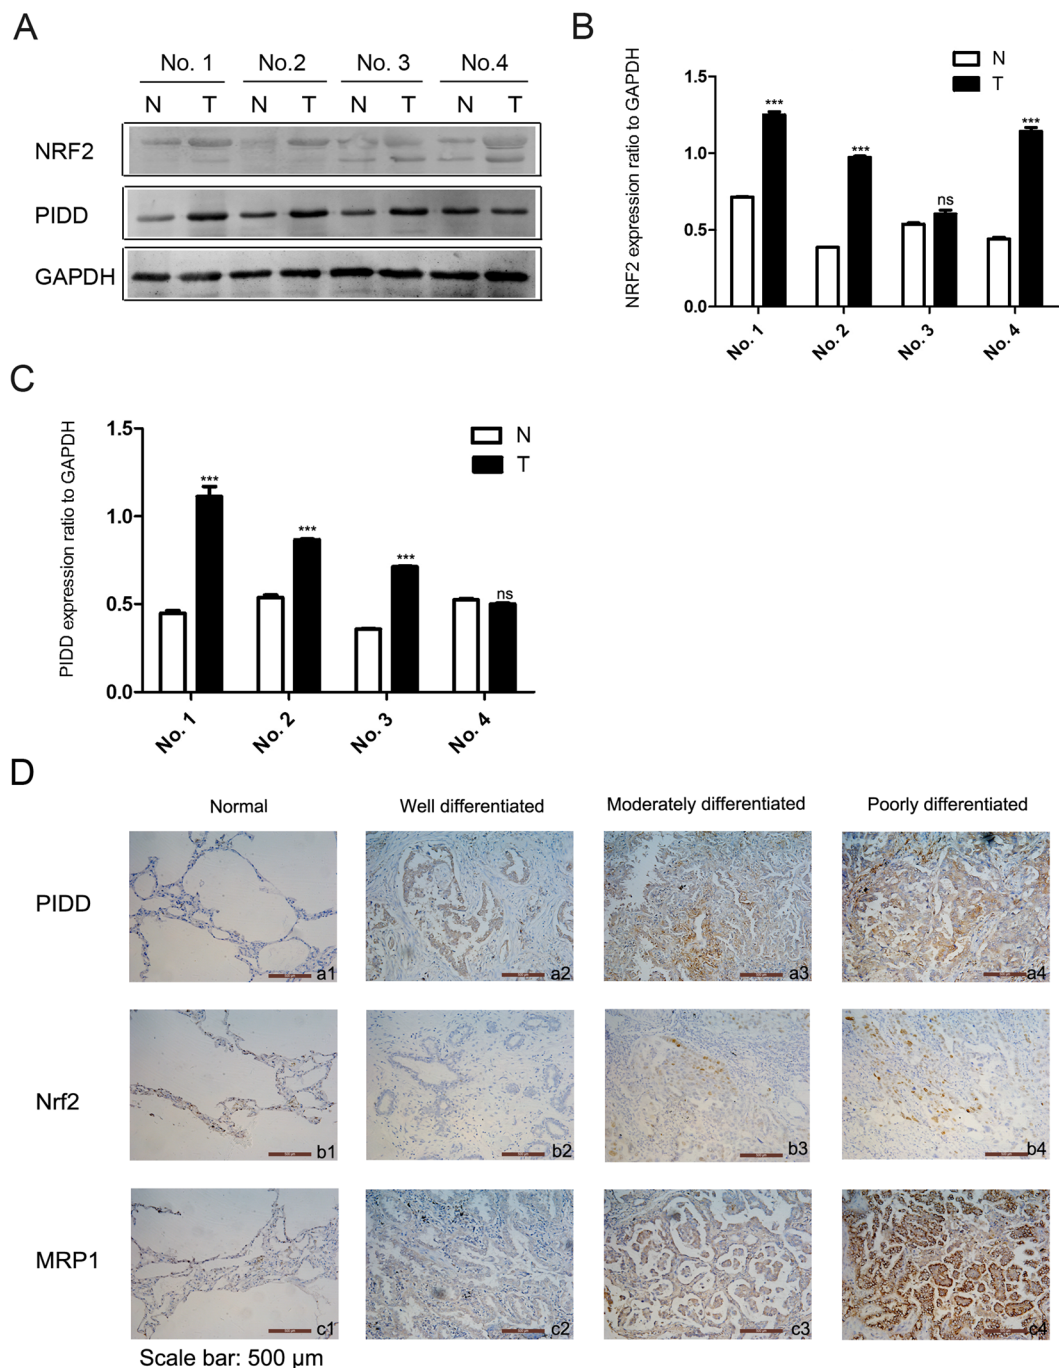 A
No. 1 No.2 No. 3 No.4
N T N T N T N T
NRF2
PIDD
GAPDH
B
NRF2 expression ratio to GAPDH
N
T
1.5
1.0
0.5
0.0
***
***
ns
***
No. 1 No. 2 No. 3 No. 4
C
PIDD expression ratio to GAPDH
N
T
1.5
1.0
0.5
0.0
***
***
***
ns
No. 1 No. 2 No. 3 No. 4
D
Normal Well differentiated Moderately differentiated Poorly differentiated
PIDD
a1 a2 a3 a4
Nrf2
b1 b2 b3 b4
MRP1
c1 c2 c3 c4
Scale bar: 500 μm